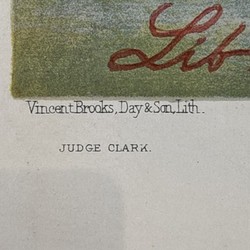 Lib
Vincent Brooks, Day & Son, Lith.
JUDGE CLARK.